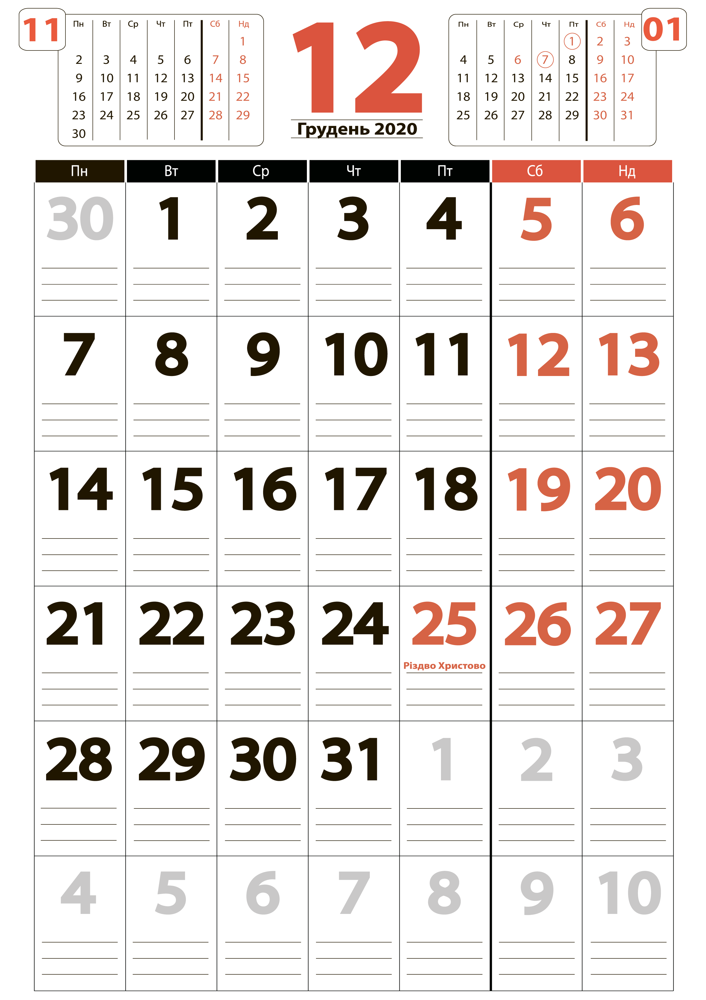 11
Пн Вт Ср Чт Пт Сб Нд
1
2 3 4 5 6 7 8
9 10 11 12 13 14 15
16 17 18 19 20 21 22
23 24 25 26 27 28 29
30
12
Грудень 2020
01
Пн Вт Ср Чт Пт Сб Нд
1 2 3
4 5 6 7 8 9 10
11 12 13 14 15 16 17
18 19 20 21 22 23 24
25 26 27 28 29 30 31
Пн Вт Ср Чт Пт Сб Нд
30 1 2 3 4 5 6
7 8 9 10 11 12 13
14 15 16 17 18 19 20
21 22 23 24 25 26 27
Різдво Христово
28 29 30 31 1 2 3
4 5 6 7 8 9 10